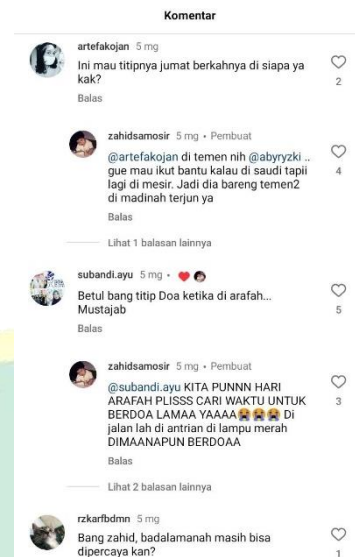 Komentar
artefakojan 5 mg
Ini mau titipnya jumat berkahnya di siapa ya
kak?
2
Balas
zahidsamosir 5 mg • Pembuat
@artefakojan di temen nih @abyryzki ..
gue mau ikut bantu kalau di saudi tapii
lagi di mesir. Jadi dia bareng temen2
di madinah terjun ya
4
Balas
Lihat 1 balasan lainnya
subandi.ayu 5 mg •
Betul bang titip Doa ketika di arafah...
Mustajab
5
Balas
zahidsamosir 5 mg • Pembuat
@subandi.ayu KITA PUNNN HARI
ARAFAH PLISSS CARI WAKTU UNTUK
BERDOA LAMAA YAAAA😭😭😭 Di
jalan lah di antrian di lampu merah
DIMAANAPUN BERDOAA
3
Balas
Lihat 2 balasan lainnya
rzkarfbdmn 5 mg
Bang zahid, badalamanah masih bisa
dipercaya kan?
1